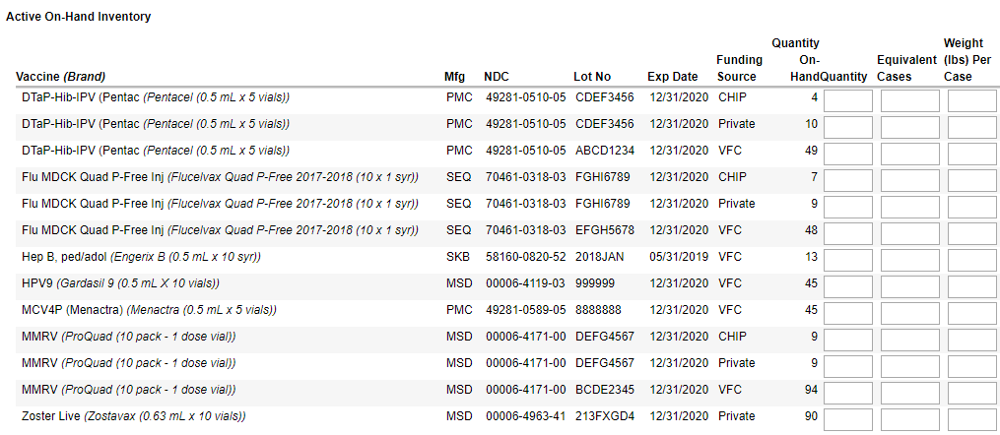 Active On-Hand Inventory
Quantity Weight
Funding On- Equivalent (lbs) Per
Vaccine (Brand) Mfg NDC Lot No Exp Date Source HandQuantity Cases Case
DTaP-Hib-IPV (Pentac (Pentacel (0.5 mL x 5 vials)) PMC 49281-0510-05 CDEF3456 12/31/2020 CHIP 4
DTaP-Hib-IPV (Pentac (Pentacel (0.5 mL x 5 vials)) PMC 49281-0510-05 CDEF3456 12/31/2020 Private 10
DTaP-Hib-IPV (Pentac (Pentacel (0.5 mL x 5 vials)) PMC 49281-0510-05 ABCD1234 12/31/2020 VFC 49
Flu MDCK Quad P-Free Inj (Flucelvax Quad P-Free 2017-2018 (10 x 1 syr)) SEQ 70461-0318-03 FGHI6789 12/31/2020 CHIP 7
Flu MDCK Quad P-Free Inj (Flucelvax Quad P-Free 2017-2018 (10 x 1 syr)) SEQ 70461-0318-03 FGHI6789 12/31/2020 Private 9
Flu MDCK Quad P-Free Inj (Flucelvax Quad P-Free 2017-2018 (10 x 1 syr)) SEQ 70461-0318-03 EFGH5678 12/31/2020 VFC 48
Hep B, ped/adol (Engerix B (0.5 mL x 10 syr)) SKB 58160-0820-52 2018JAN 05/31/2019 VFC 13
HPV9 (Gardasil 9 (0.5 mL X 10 vials)) MSD 00006-4119-03 999999 12/31/2020 VFC 45
MCV4P (Menactra) (Menactra (0.5 mL x 5 vials)) PMC 49281-0589-05 8888888 12/31/2020 VFC 45
MMRV (ProQuad (10 pack - 1 dose vial)) MSD 00006-4171-00 DEFG4567 12/31/2020 CHIP 9
MMRV (ProQuad (10 pack - 1 dose vial)) MSD 00006-4171-00 DEFG4567 12/31/2020 Private 9
MMRV (ProQuad (10 pack - 1 dose vial)) MSD 00006-4171-00 BCDE2345 12/31/2020 VFC 94
Zoster Live (Zostavax (0.63 mL x 10 vials)) MSD 00006-4963-41 213FXGD4 12/31/2020 Private 90